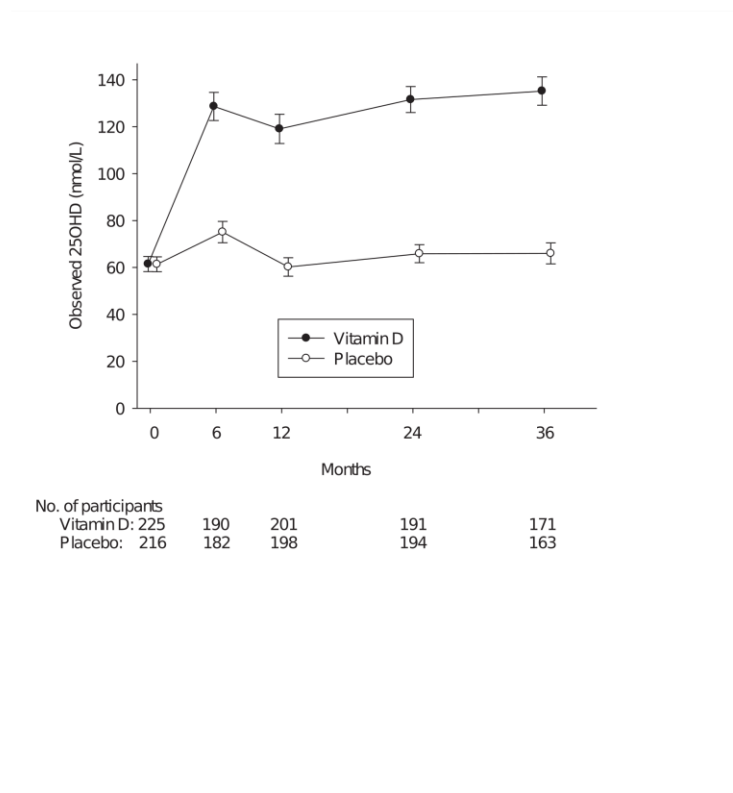 140
120
100
80
60
40
20
0
Observed 25OHD (nmol/L)
Vitamin D
Placebo
0 6 12 24 36
Months
No. of participants
Vitamin D: 225 190 201 191 171
Placebo: 216 182 198 194 163